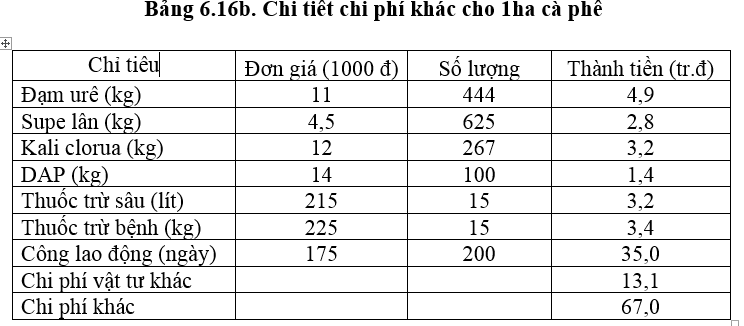 Bảng 6.16b. Chi tiết chi phí khác cho 1ha cà phê
Chi tiêu Đơn giá (1000 đ) Số lượng Thành tiền (tr.đ)
Đạm urê (kg) 11 444 4,9
Supe lân (kg) 4,5 625 2,8
Kali clorua (kg) 12 267 3,2
DAP (kg) 14 100 1,4
Thuốc trừ sâu (lít) 215 15 3,2
Thuốc trừ bệnh (kg) 225 15 3,4
Công lao động (ngày) 175 200 35,0
Chi phí vật tư khác 13,1
Chi phí khác 67,0